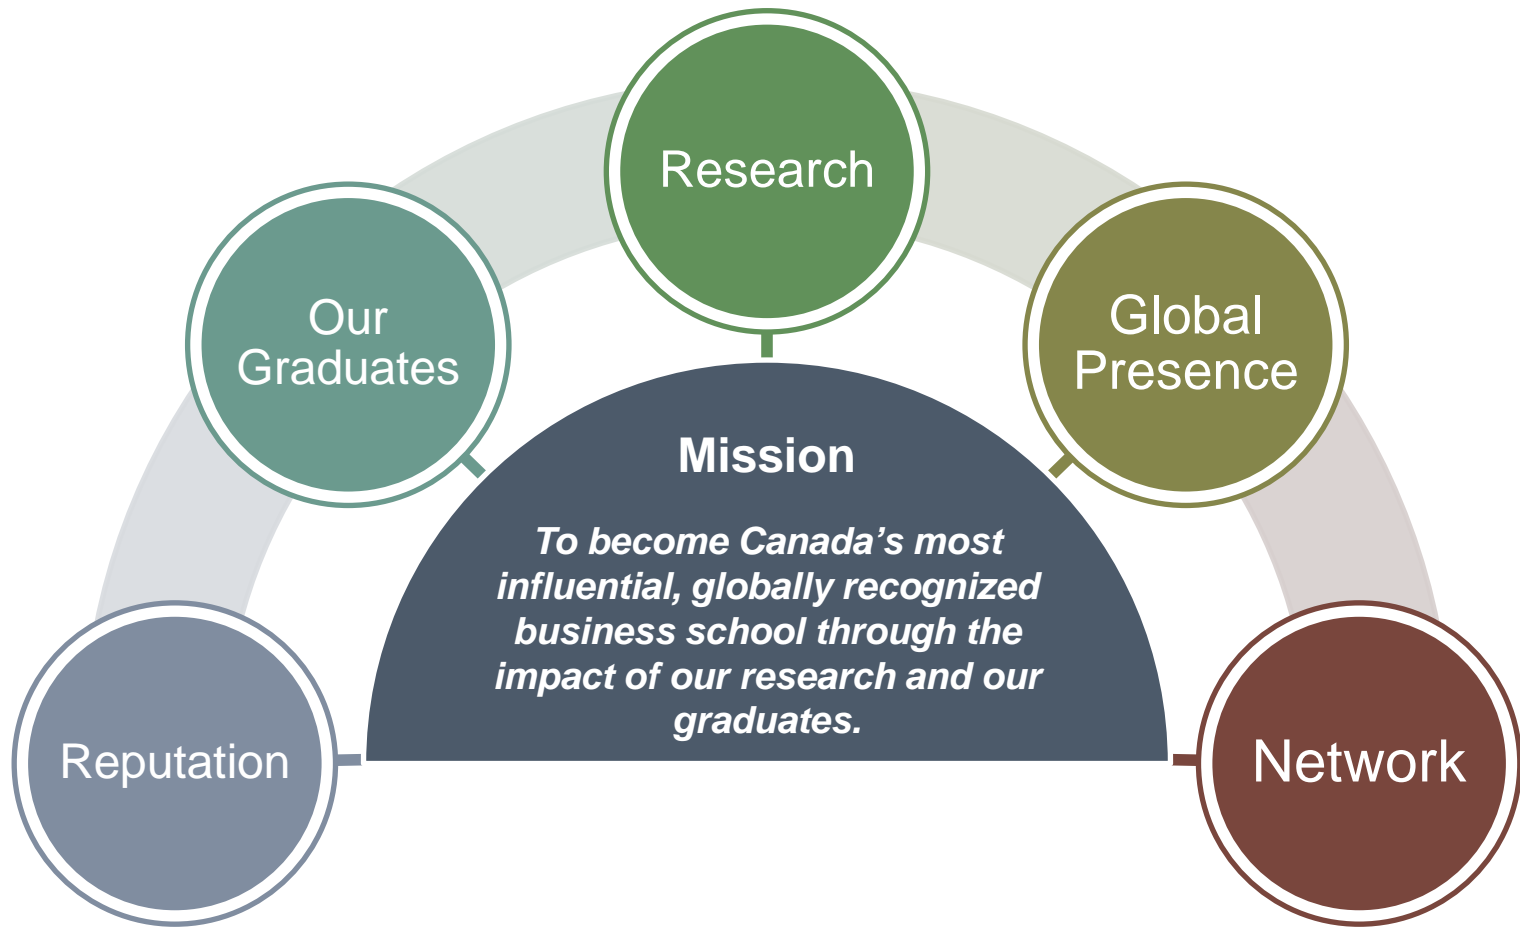 Research
Our
Graduates
Global
Presence
Mission
To become Canada’s most
influential, globally recognized
business school through the
impact of our research and our
graduates.
Reputation
Network